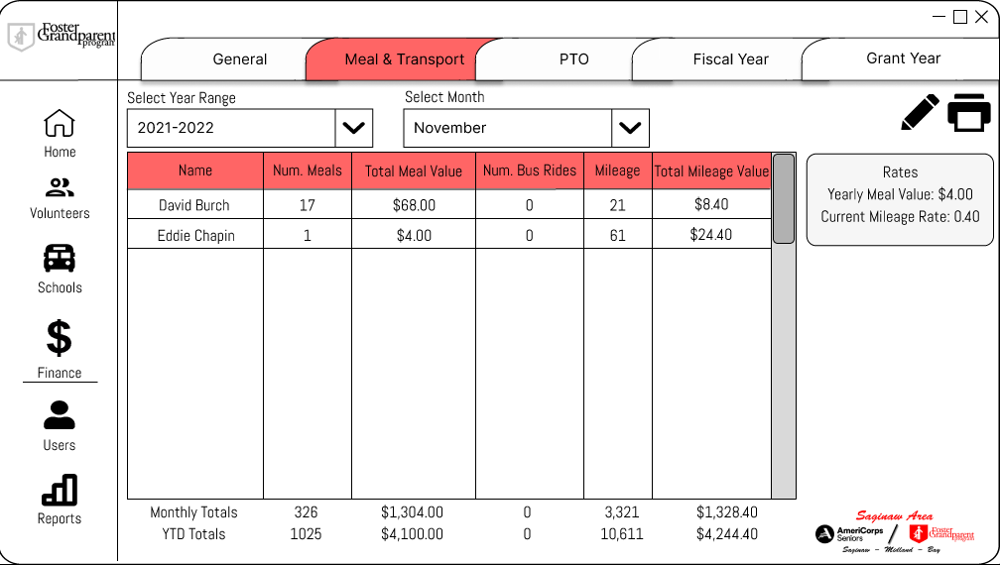 Foster
Grandparent
program
General
Meal & Transport
PTO
Fiscal Year
Grant Year
Select Year Range
Select Month
2021-2022
November
Home
Volunteers
Schools
Finance
Users
Reports
Name Num. Meals Total Meal Value Num. Bus Rides Mileage Total Mileage Value
David Burch 17 $68.00 0 21 $8.40
Eddie Chapin 1 $4.00 0 61 $24.40
Monthly Totals 326 $1,304.00 0 3,321 $1,328.40
YTD Totals 1025 $4,100.00 0 10,611 $4,244.40
Rates
Yearly Meal Value: $4.00
Current Mileage Rate: 0.40
Saginaw Area
AmeriCorps
Seniors
/
Foster
Grandparent
program
Saginaw - Midland - Bay